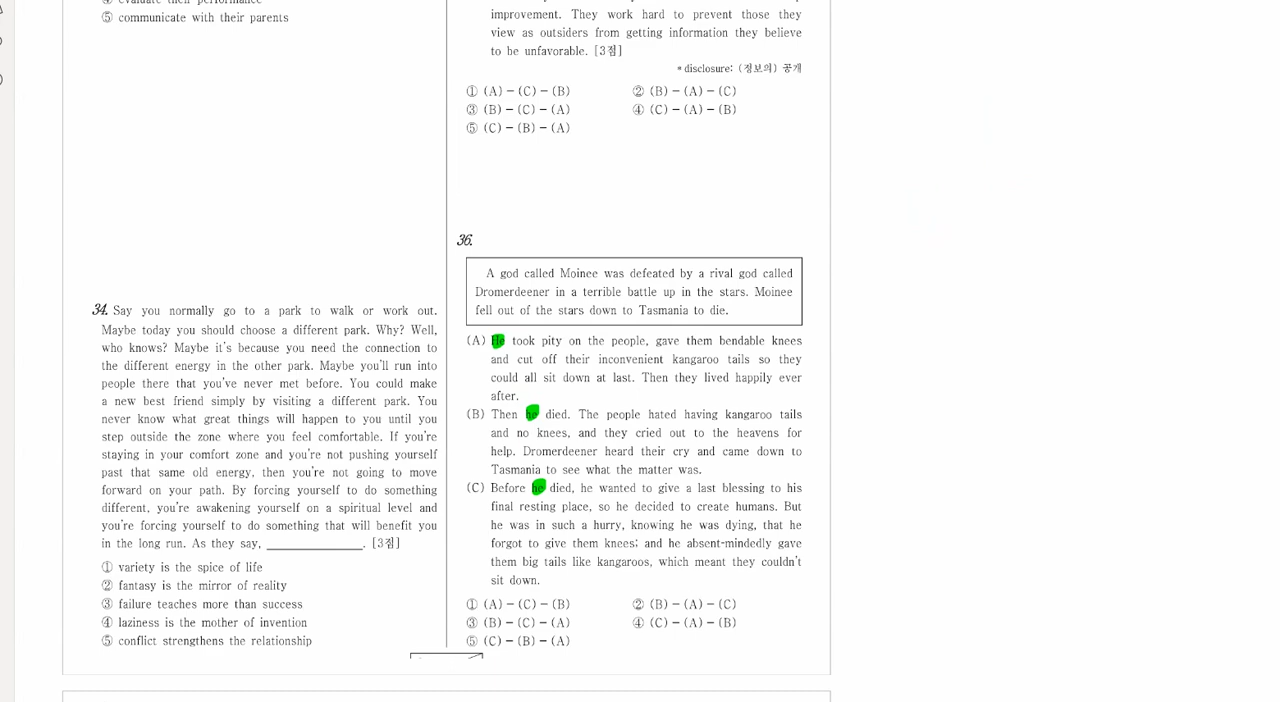 ⑤ communicate with their parents
34. Say you normally go to a park to walk or work out.
Maybe today you should choose a different park. Why? Well,
who knows? Maybe it's because you need the connection to
the different energy in the other park. Maybe you'll run into
people there that you've never met before. You could make
a new best friend simply by visiting a different park. You
never know what great things will happen to you until you
step outside the zone where you feel comfortable. If you're
staying in your comfort zone and you're not pushing yourself
past that same old energy, then you're not going to move
forward on your path. By forcing yourself to do something
different, you're awakening yourself on a spiritual level and
you're forcing yourself to do something that will benefit you
in the long run. As they say, ______________. [3점]
① variety is the spice of life
② fantasy is the mirror of reality
③ failure teaches more than success
④ laziness is the mother of invention
⑤ conflict strengthens the relationship
improvement. They work hard to prevent those they
view as outsiders from getting information they believe
to be unfavorable. [3점]
* disclosure: (정보의) 공개
① (A) - (C) - (B) ② (B) - (A) - (C)
③ (B) - (C) - (A) ④ (C) - (A) - (B)
⑤ (C) - (B) - (A)
36.
A god called Moinee was defeated by a rival god called
Dromerdeener in a terrible battle up in the stars. Moinee
fell out of the stars down to Tasmania to die.
(A) He took pity on the people, gave them bendable knees
and cut off their inconvenient kangaroo tails so they
could all sit down at last. Then they lived happily ever
after.
(B) Then he died. The people hated having kangaroo tails
and no knees, and they cried out to the heavens for
help. Dromerdeener heard their cry and came down to
Tasmania to see what the matter was.
(C) Before he died, he wanted to give a last blessing to his
final resting place, so he decided to create humans. But
he was in such a hurry, knowing he was dying, that he
forgot to give them knees; and he absent-mindedly gave
them big tails like kangaroos, which meant they couldn't
sit down.
① (A) - (C) - (B) ② (B) - (A) - (C)
③ (B) - (C) - (A) ④ (C) - (A) - (B)
⑤ (C) - (B) - (A)